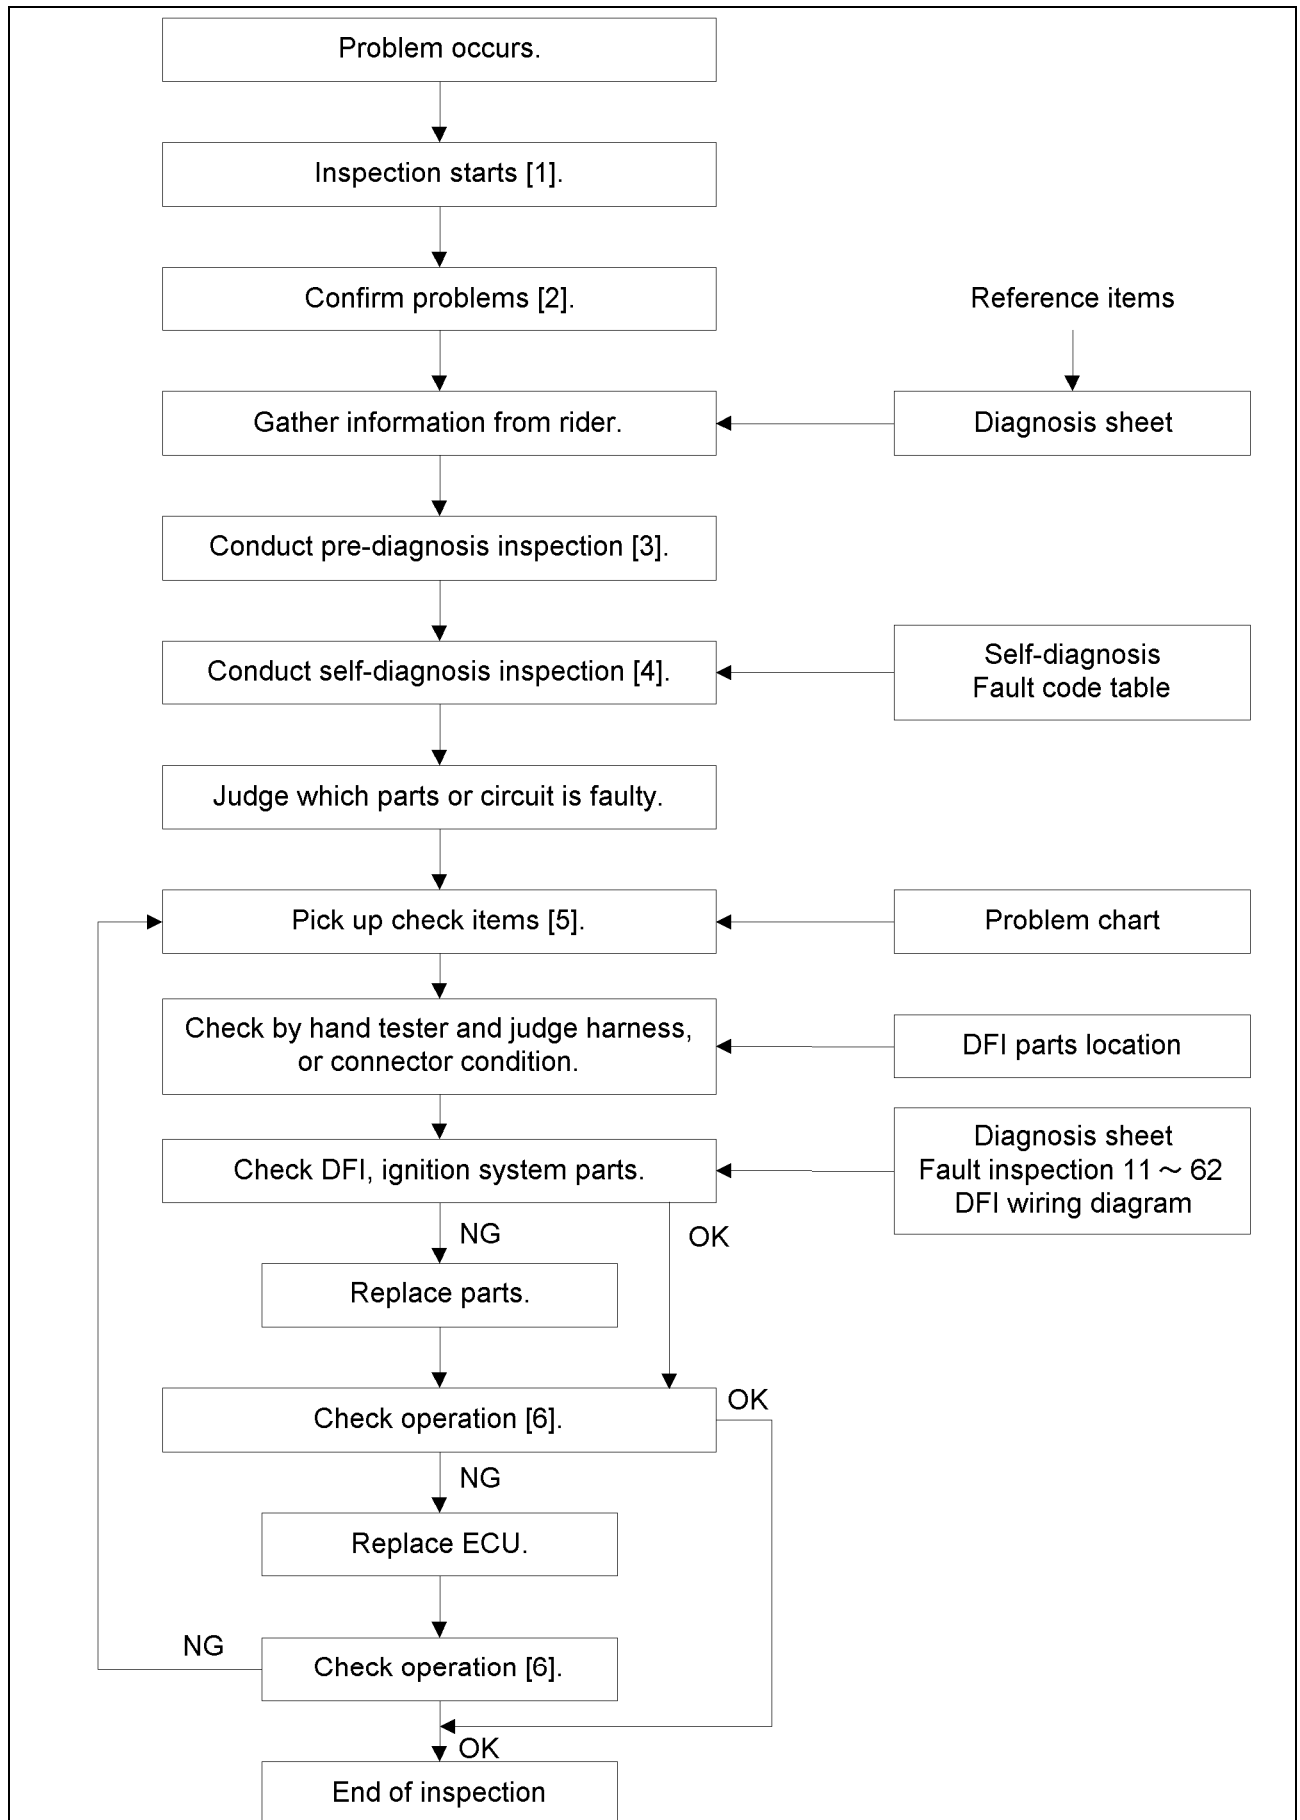 Problem occurs.
Inspection starts [1].
Confirm problems [2].
Reference items
Gather information from rider.
Diagnosis sheet
Conduct pre-diagnosis inspection [3].
Conduct self-diagnosis inspection [4].
Self-diagnosis
Fault code table
Judge which parts or circuit is faulty.
Pick up check items [5].
Problem chart
Check by hand tester and judge harness,
or connector condition.
DFI parts location
Check DFI, ignition system parts.
Diagnosis sheet
Fault inspection 11 ~ 62
DFI wiring diagram
NG
OK
Replace parts.
Check operation [6].
OK
NG
Replace ECU.
NG
Check operation [6].
OK
End of inspection